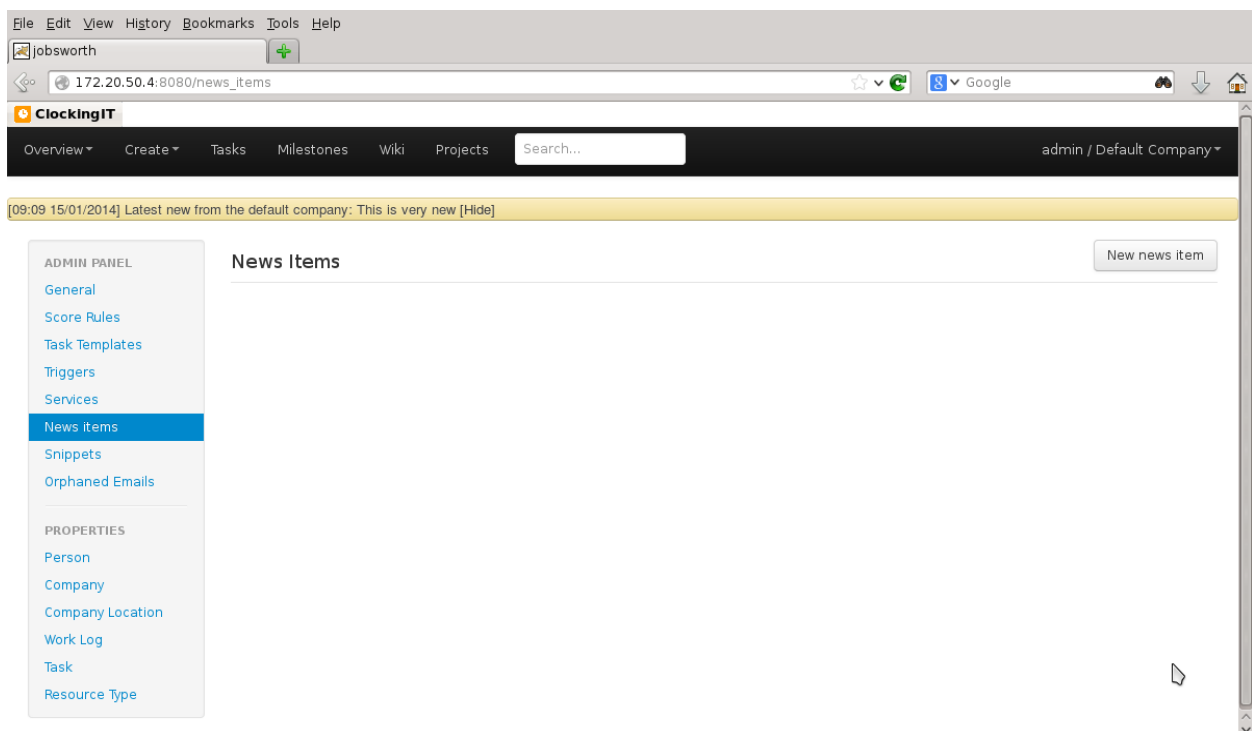 File Edit View History Bookmarks Tools Help
jobsworth
172.20.50.4:8080/news_items
Google
ClockingIT
Overview Create Tasks Milestones Wiki Projects Search... admin / Default Company
[09:09 15/01/2014] Latest new from the default company: This is very new [Hide]
ADMIN PANEL
General
Score Rules
Task Templates
Triggers
Services
News items
Snippets
Orphaned Emails
PROPERTIES
Person
Company
Company Location
Work Log
Task
Resource Type
News Items
New news item